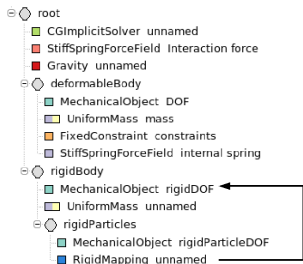 root
CGImplicitSolver unnamed
StiffSpringForceField Interaction force
Gravity unnamed
deformableBody
MechanicalObject DOF
UniformMass mass
FixedConstraint constraints
StiffSpringForceField internal spring
rigidBody
MechanicalObject rigidDOF
UniformMass unnamed
rigidParticles
MechanicalObject rigidParticleDOF
RigidMapping unnamed